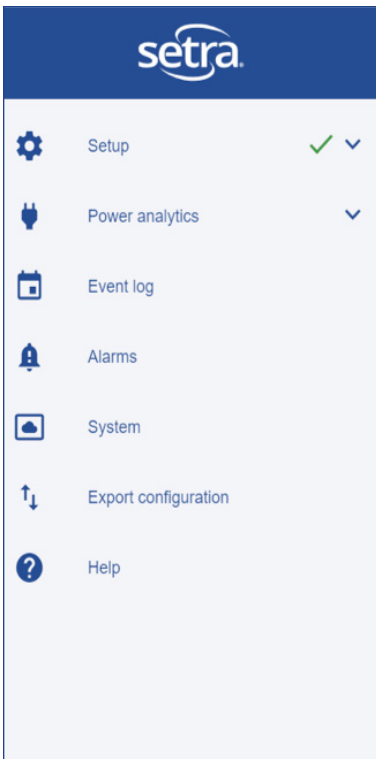 setra.
Setup
Power analytics
Event log
Alarms
System
Export configuration
Help